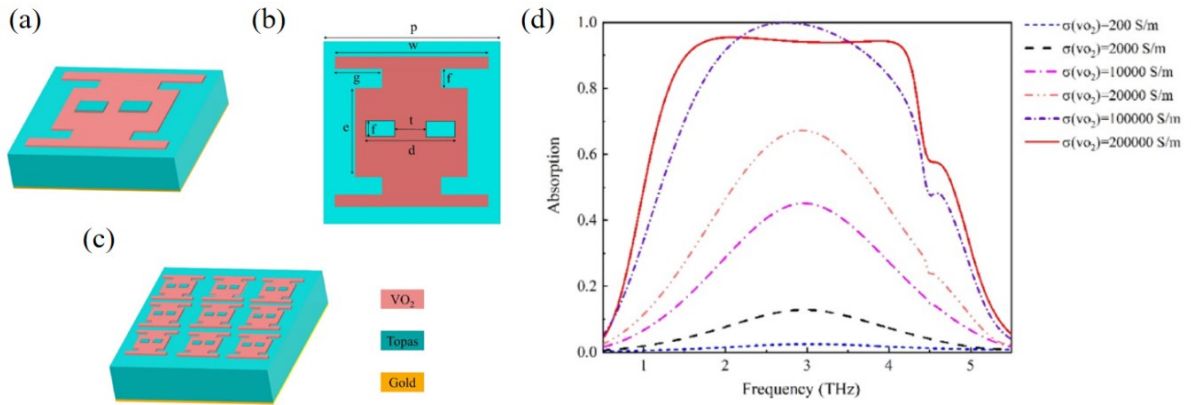 (a)
(b)
p
w
g
f
e
f
t
d
(c)
VO₂
Topas
Gold
(d)
Absorption
1.0
0.8
0.6
0.4
0.2
0.0
1
2
3
4
5
Frequency (THz)
σ(vo₂)=200 S/m
σ(vo₂)=2000 S/m
σ(vo₂)=10000 S/m
σ(vo₂)=20000 S/m
σ(vo₂)=100000 S/m
σ(vo₂)=200000 S/m